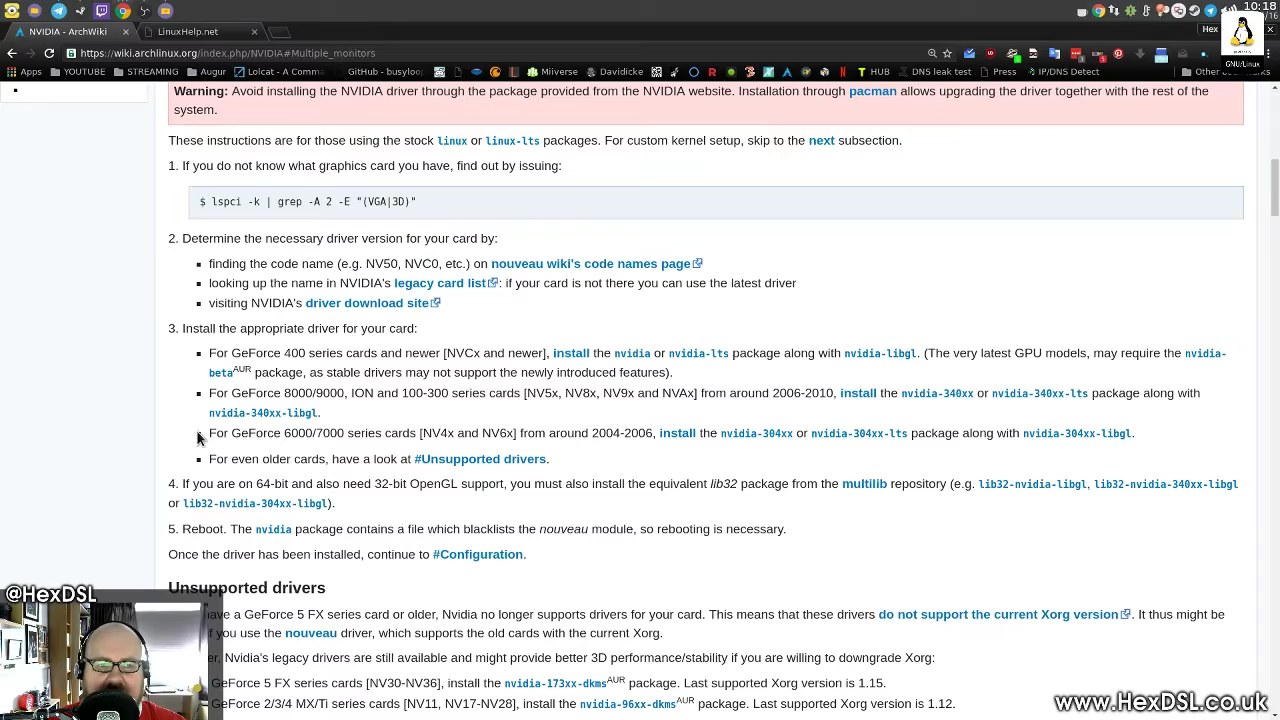 10:18
NVIDIA - ArchWiki
LinuxHelp.net
Hex
https://wiki.archlinux.org/index.php/NVIDIA#Multiple_monitors
GNU/Linux
Apps
YOUTUBE
STREAMING
Augur
Lolcat - A Comma
GitHub - busyloop
Miiverse
Davidicke
HUB
DNS leak test
Press
IP/DNS Detect
Other bookmarks
Warning: Avoid installing the NVIDIA driver through the package provided from the NVIDIA website. Installation through pacman allows upgrading the driver together with the rest of the
system.
These instructions are for those using the stock linux or linux-lts packages. For custom kernel setup, skip to the next subsection.
1. If you do not know what graphics card you have, find out by issuing:
$ lspci -k | grep -A 2 -E "(VGA|3D)"
2. Determine the necessary driver version for your card by:
finding the code name (e.g. NV50, NVC0, etc.) on nouveau wiki's code names page
looking up the name in NVIDIA's legacy card list: if your card is not there you can use the latest driver
visiting NVIDIA's driver download site
3. Install the appropriate driver for your card:
For GeForce 400 series cards and newer [NVCx and newer], install the nvidia or nvidia-lts package along with nvidia-libgl. (The very latest GPU models, may require the nvidia-
beta AUR package, as stable drivers may not support the newly introduced features).
For GeForce 8000/9000, ION and 100-300 series cards [NV5x, NV8x, NV9x and NVAx] from around 2006-2010, install the nvidia-340xx or nvidia-340xx-lts package along with
nvidia-340xx-libgl.
For GeForce 6000/7000 series cards [NV4x and NV6x] from around 2004-2006, install the nvidia-304xx or nvidia-304xx-lts package along with nvidia-304xx-libgl.
For even older cards, have a look at #Unsupported drivers.
4. If you are on 64-bit and also need 32-bit OpenGL support, you must also install the equivalent lib32 package from the multilib repository (e.g. lib32-nvidia-libgl, lib32-nvidia-340xx-libgl
or lib32-nvidia-304xx-libgl).
5. Reboot. The nvidia package contains a file which blacklists the nouveau module, so rebooting is necessary.
Once the driver has been installed, continue to #Configuration.
Unsupported drivers
@HexDSL
have a GeForce 5 FX series card or older, Nvidia no longer supports drivers for your card. This means that these drivers do not support the current Xorg version. It thus might be
if you use the nouveau driver, which supports the old cards with the current Xorg.
Nvidia's legacy drivers are still available and might provide better 3D performance/stability if you are willing to downgrade Xorg:
GeForce 5 FX series cards [NV30-NV36], install the nvidia-173xx-dkms AUR package. Last supported Xorg version is 1.15.
GeForce 2/3/4 MX/Ti series cards [NV11, NV17-NV28], install the nvidia-96xx-dkms AUR package. Last supported Xorg version is 1.12.
www.HexDSL.co.uk